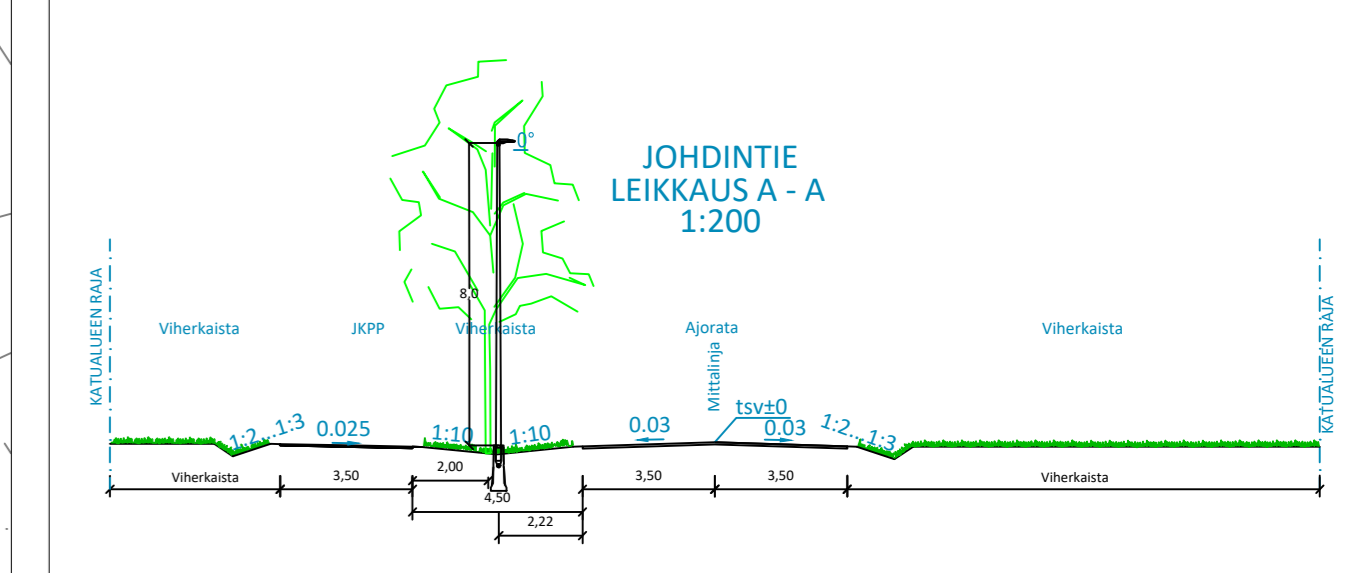 0°
JOHDINTIE
LEIKKAUS A - A
1:200
8,0
KATUALUEEN RAJA
Viherkaista
JKPP
Viherkaista
Ajorata
Mittalinja
Viherkaista
KATUALUEEN RAJA
1:2...1:3
0.025
1:10
1:10
0.03
tsv±0
0.03
1:2...1:3
Viherkaista
3,50
2,00
4,50
2,22
3,50
3,50
Viherkaista